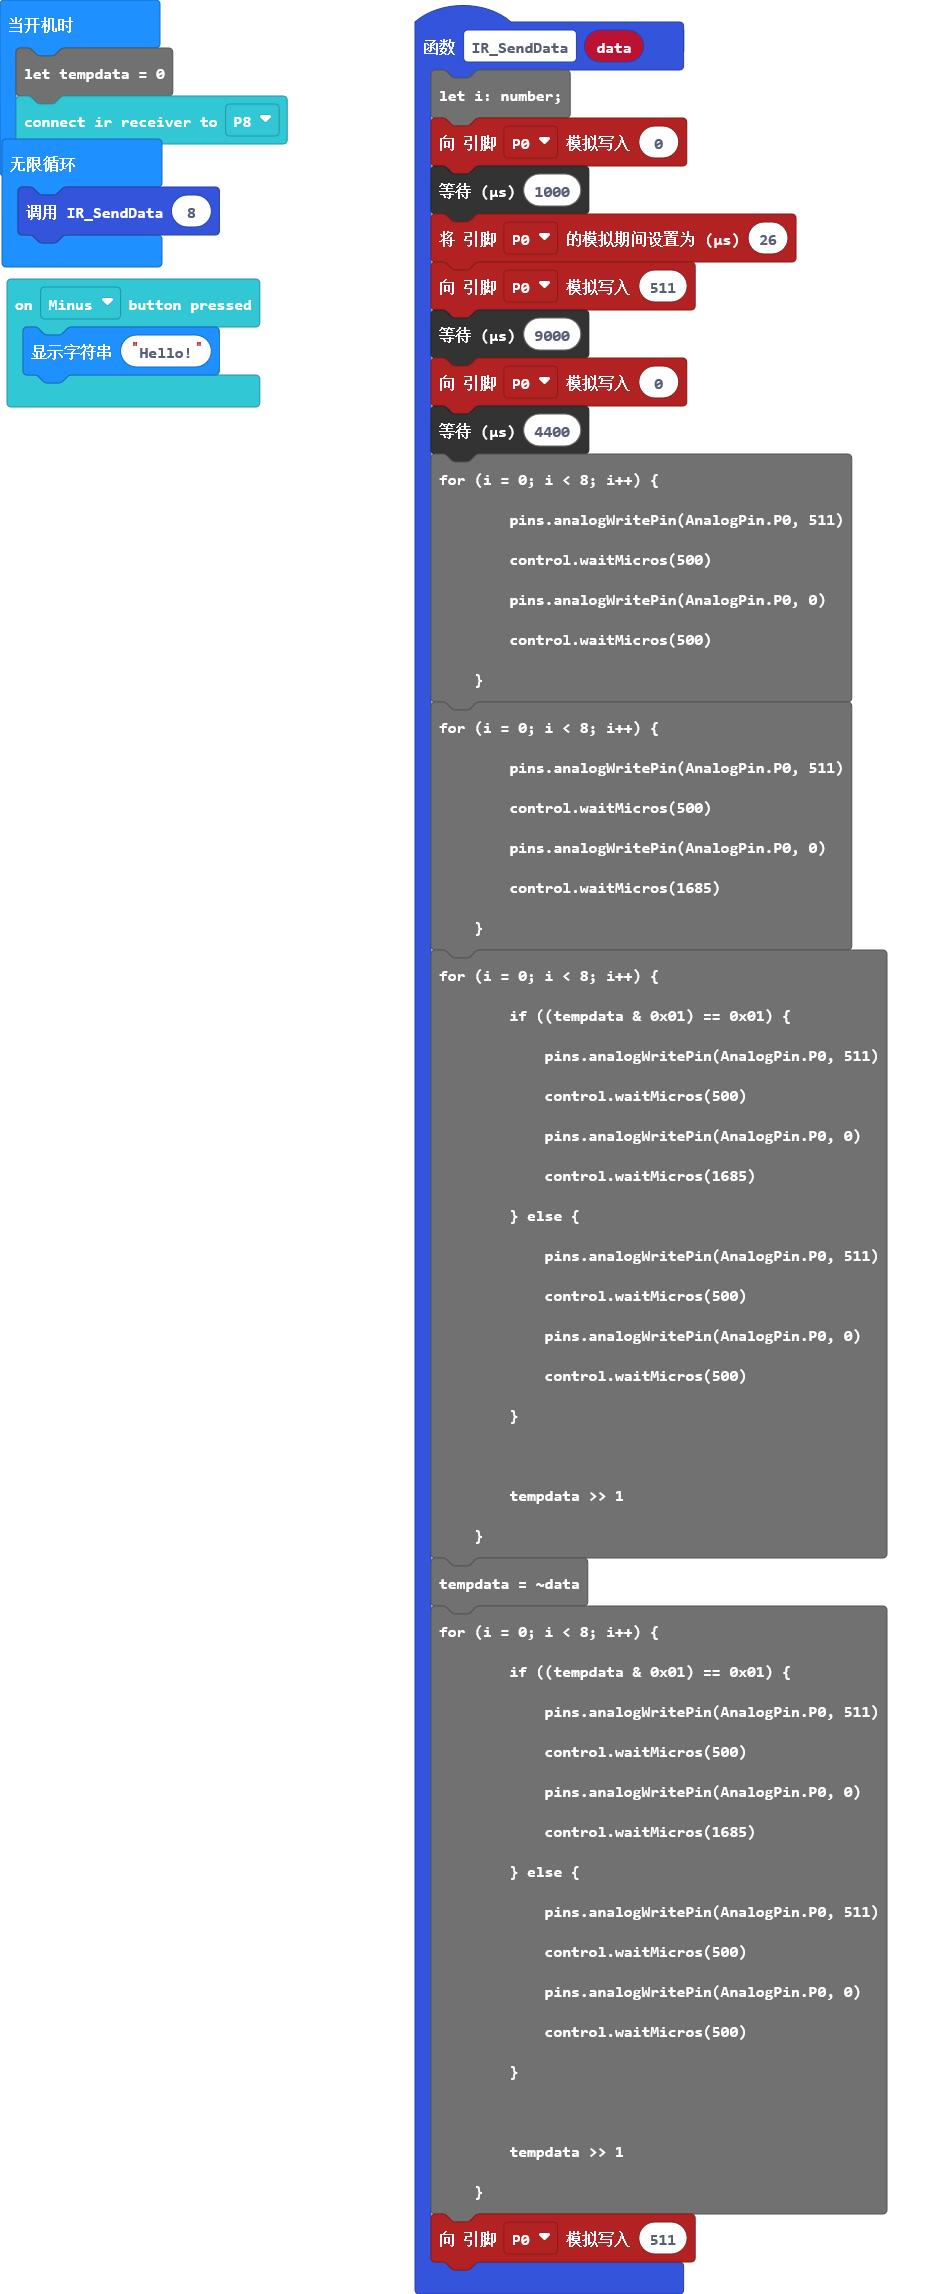 当开机时
let tempdata = 0
connect ir receiver to P8
无限循环
调用 IR_SendData 8
on Minus button pressed
显示字符串 "Hello!"
函数 IR_SendData data
let i: number;
向 引脚 P0 模拟写入 0
等待 (µs) 1000
将 引脚 P0 的模拟期间设置为 (µs) 26
向 引脚 P0 模拟写入 511
等待 (µs) 9000
向 引脚 P0 模拟写入 0
等待 (µs) 4400
for (i = 0; i < 8; i++) {
pins.analogWritePin(AnalogPin.P0, 511)
control.waitMicros(500)
pins.analogWritePin(AnalogPin.P0, 0)
control.waitMicros(500)
}
for (i = 0; i < 8; i++) {
pins.analogWritePin(AnalogPin.P0, 511)
control.waitMicros(500)
pins.analogWritePin(AnalogPin.P0, 0)
control.waitMicros(1685)
}
for (i = 0; i < 8; i++) {
if ((tempdata & 0x01) == 0x01) {
pins.analogWritePin(AnalogPin.P0, 511)
control.waitMicros(500)
pins.analogWritePin(AnalogPin.P0, 0)
control.waitMicros(1685)
} else {
pins.analogWritePin(AnalogPin.P0, 511)
control.waitMicros(500)
pins.analogWritePin(AnalogPin.P0, 0)
control.waitMicros(500)
}
tempdata >> 1
}
tempdata = ~data
for (i = 0; i < 8; i++) {
if ((tempdata & 0x01) == 0x01) {
pins.analogWritePin(AnalogPin.P0, 511)
control.waitMicros(500)
pins.analogWritePin(AnalogPin.P0, 0)
control.waitMicros(1685)
} else {
pins.analogWritePin(AnalogPin.P0, 511)
control.waitMicros(500)
pins.analogWritePin(AnalogPin.P0, 0)
control.waitMicros(500)
}
tempdata >> 1
}
向 引脚 P0 模拟写入 511